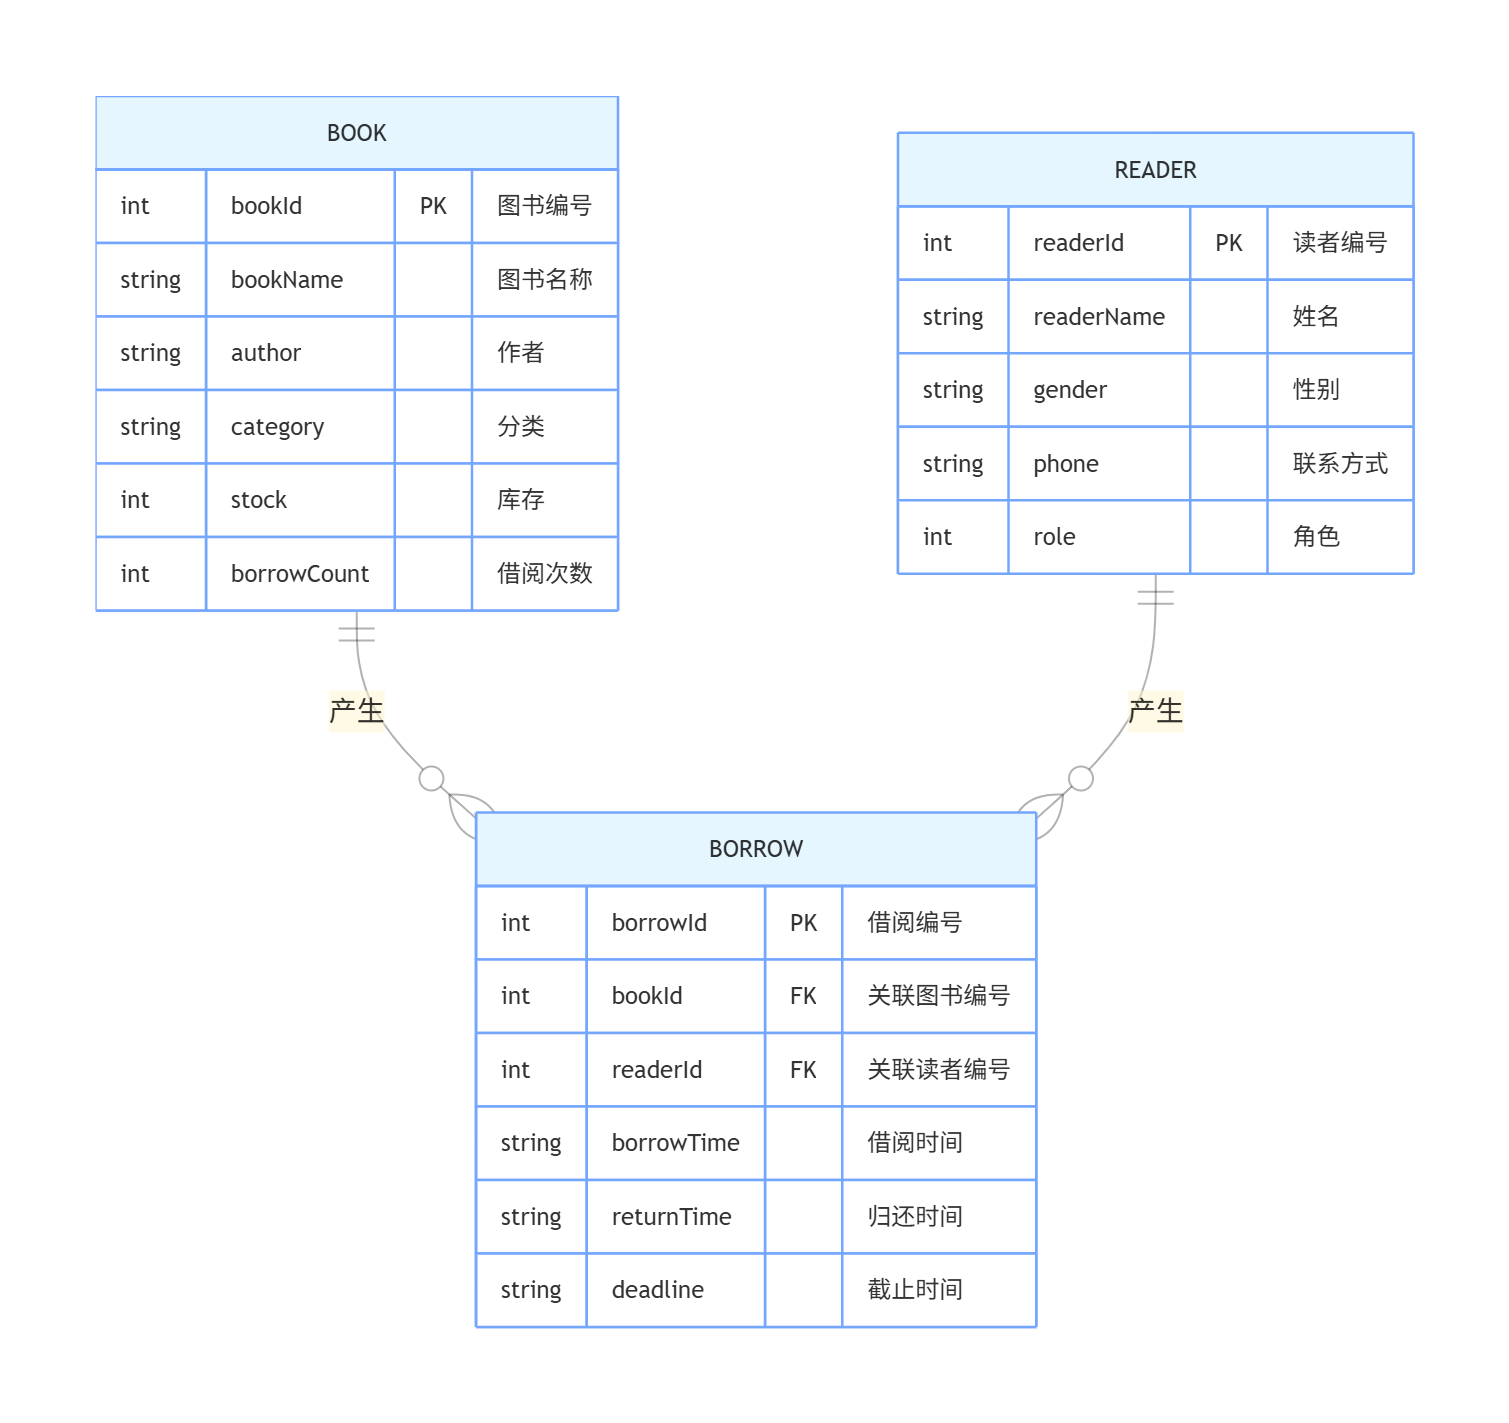 BOOK
int bookId PK 图书编号
string bookName 图书名称
string author 作者
string category 分类
int stock 库存
int borrowCount 借阅次数
READER
int readerId PK 读者编号
string readerName 姓名
string gender 性别
string phone 联系方式
int role 角色
产生
产生
BORROW
int borrowId PK 借阅编号
int bookId FK 关联图书编号
int readerId FK 关联读者编号
string borrowTime 借阅时间
string returnTime 归还时间
string deadline 截止时间